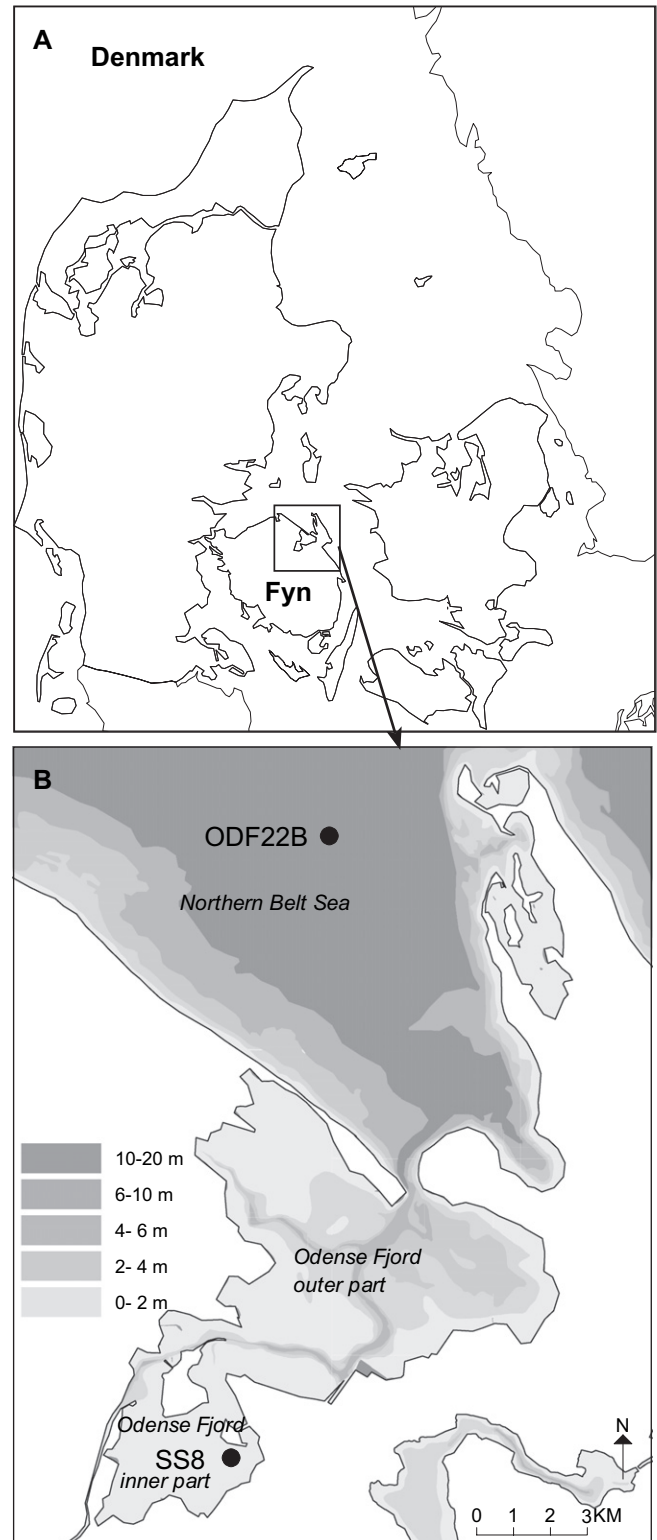 A
Denmark
Fyn
B
ODF22B
Northern Belt Sea
10-20 m
6-10 m
4- 6 m
2- 4 m
0- 2 m
Odense Fjord
outer part
Odense Fjord
SS8
inner part
N
0 1 2 3KM